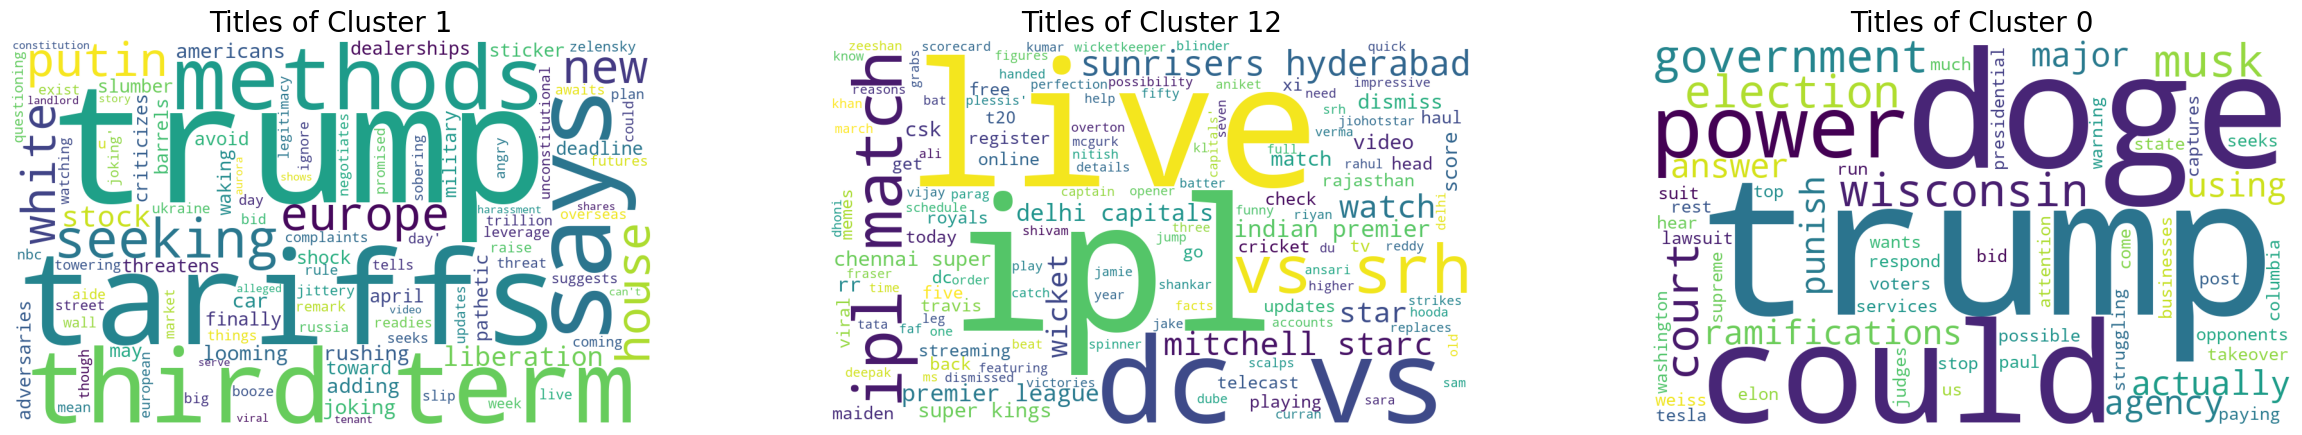 Titles of Cluster 1
constitution
putin
americans
dealerships
sticker
zelensky
methods
new
questioning
exist
slumber
landlord
story
trump
awaits
plan
unconstitutional
could
white
watching
u
joking'
criticizes
barrels
avoid
waking
aurora
legitimacy
ignore
shows
negotiates
promised
sobering
military
angry
deadline
futures
says
stock
ukraine
day
bid
europe
harassment
shares
overseas
trillion
leverage
seeking
complaints
day'
raise
nbc
towering
threatens
shock
rule
tells
threat
suggests
house
tariffs
aide
street
wall
market
car
finally
things
alleged
jittery
remark
russia
april
video
readies
seeks
updates
pathetic
can't
coming
adversaries
may
though
european
looming
serve
rushing
toward
liberation
third term
mean
big
booze
adding
joking
slip
week
live
viral
tenant
Titles of Cluster 12
zeeshan
know
scorecard
figures
kumar
wicketkeeper
blinder
quick
grabs
live
sunrisers hyderabad
reasons
handed
perfection
possibility
aniket
impressive
free
plessis'
help
fifty
xi
need
khan
bat
t20
srh
dismiss
march
csk
register
overton
seven
jiohotstar
haul
ipl match
ali
get
online
mcgurk
nitish
details
kl
capitals'
full
match
verma
video
rahul
head
score
vijay
parag
captain
opener
batter
rajasthan
dhoni
memes
schedule
royals
delhi capitals
three
funny
check
riyan
watch
delhi
today
shivam
jump
indian premier
chennai super
ipl
go
cricket
du
tv
reddy
fraser
time
dc
order
play
jamie
vs srh
ansari
higher
rr
five
wicket
catch
year
shankar
viral
travis
facts
updates
strikes
hooda
tata
leg
faf
one
jake
accounts
star
replaces
beat
spinner
mitchell starc
old
streaming
back
featuring
scalps
deepak
ms
dismissed
victories
dc vs
telecast
sam
premier league
dube
playing
sara
maiden
super kings
curran
Titles of Cluster 0
government
much
major
musk
election
doge
presidential
power
warning
state
captures
seeks
answer
run
using
suit
top
wisconsin
rest
hear
punish
trump
lawsuit
wants
respond
bid
attention
come
businesses
columbia
court
supreme
voters
services
post
washington
ramifications
possible
struggling
opponents
takeover
could
judges
stop
paul
actually
weiss
elon
us
agency
tesla
paying